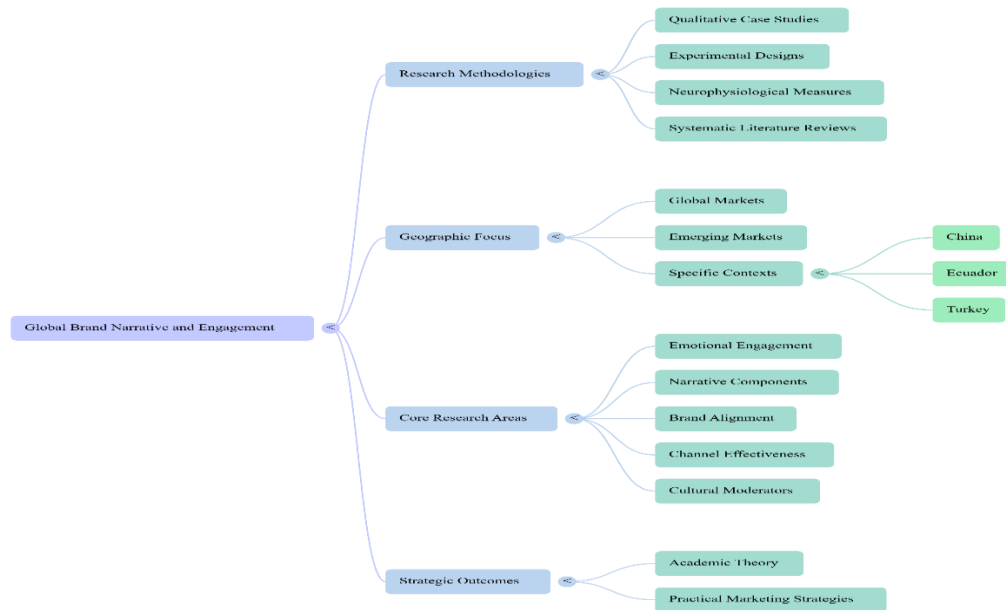 Global Brand Narrative and Engagement
Research Methodologies
Qualitative Case Studies
Experimental Designs
Neurophysiological Measures
Systematic Literature Reviews
Geographic Focus
Global Markets
Emerging Markets
Specific Contexts
China
Ecuador
Turkey
Core Research Areas
Emotional Engagement
Narrative Components
Brand Alignment
Channel Effectiveness
Cultural Moderators
Strategic Outcomes
Academic Theory
Practical Marketing Strategies